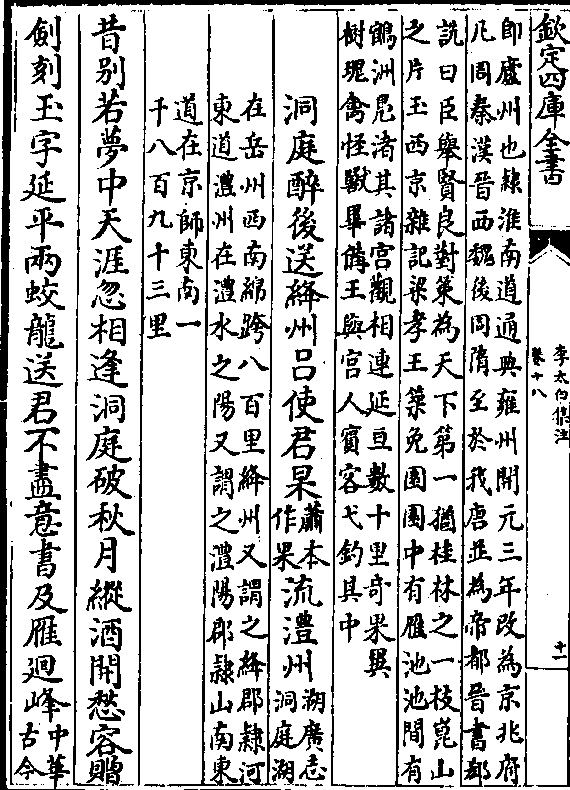 欽定四庫全書
李太白集注
卷十八
十一
即廬州也隸淮南道通典雍州開元三年改為京兆府
凡周秦漢晉西魏後周隋至於我唐並為帝都晉書郄
詵曰臣舉賢良對策為天下第一猶桂林之一枝崑山
之片玉西京雜記梁孝王築兔園園中有雁池池間有
鶴洲鳧渚其諸宮觀相連延亘數十里奇果異
樹瑰禽怪獸畢備王與宮人賓客弋釣其中
洞庭醉後送絳州呂使君杲蕭本作果流澧州湖廣志洞庭湖
在岳州西南綿跨八百里絳州又謂之絳郡隸河
東道澧州在澧水之陽又謂之澧陽郡隸山南東
道在京師東南一
千八百九十三里
昔别若夢中天涯忽相逢洞庭破秋月縱酒開愁容贈
劍刻玉字延平兩蛟龍送君不盡意書及雁迴峰中華古今